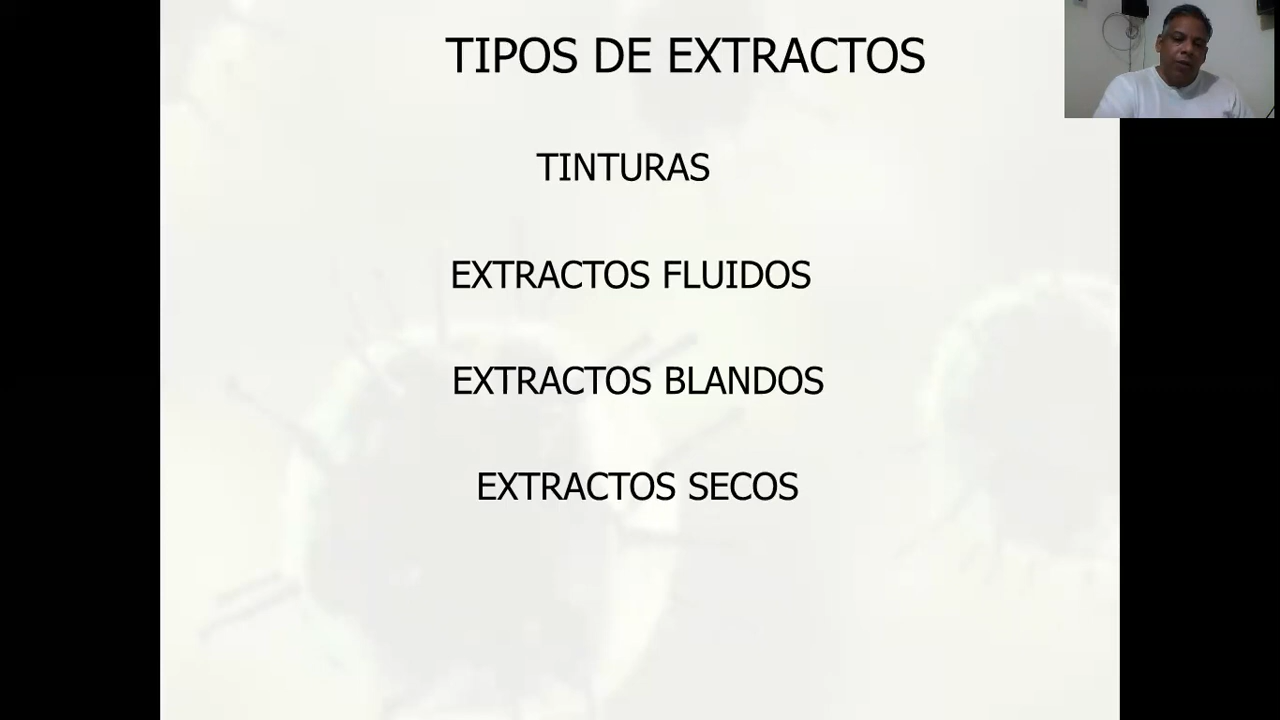 TIPOS DE EXTRACTOS
TINTURAS
EXTRACTOS FLUIDOS
EXTRACTOS BLANDOS
EXTRACTOS SECOS